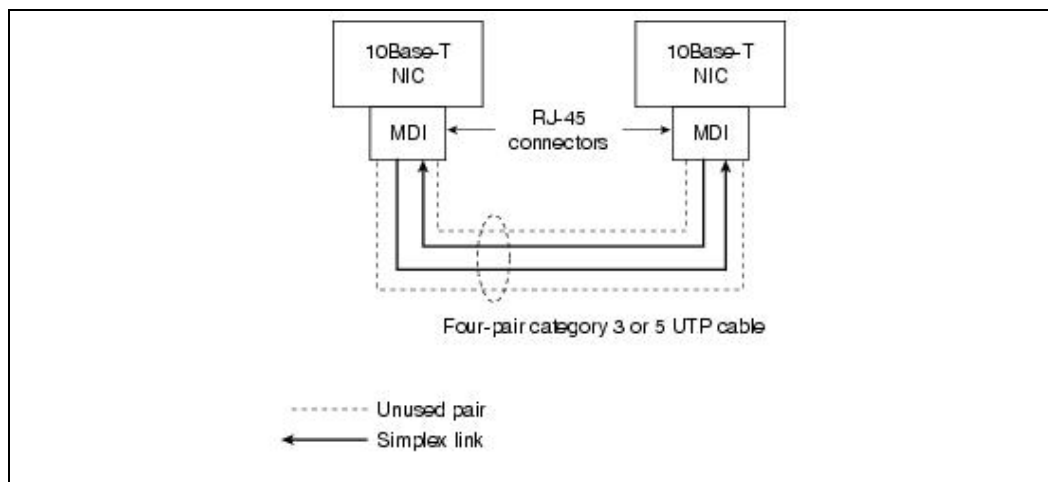 10Base-T
NIC
10Base-T
NIC
MDI
RJ-45
connectors
MDI
Four-pair category 3 or 5 UTP cable
Unused pair
Simplex link